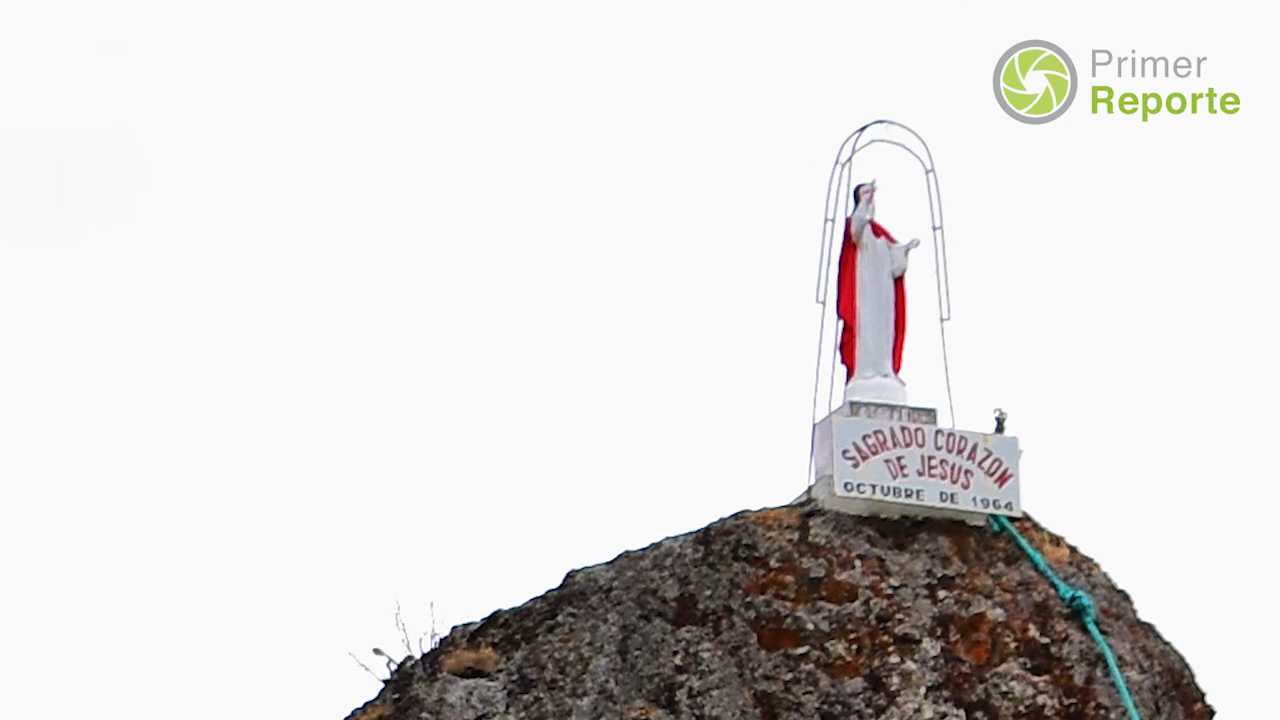 Primer
Reporte
SAGRADO CORAZON
DE JESUS
OCTUBRE DE 1964